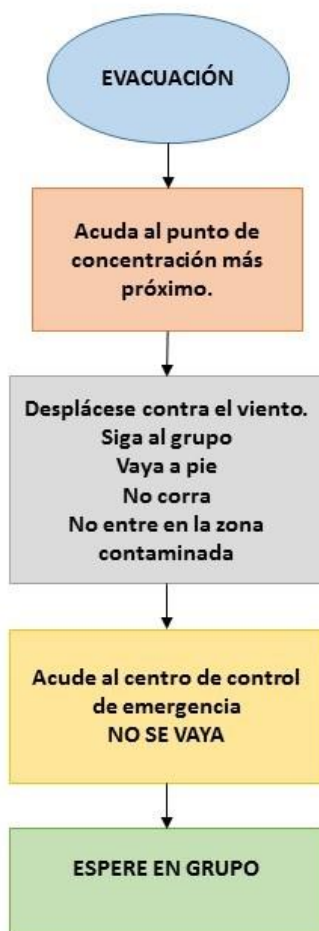 EVACUACIÓN
Acuda al punto de
concentración más
próximo.
Desplácese contra el viento.
Siga al grupo
Vaya a pie
No corra
No entre en la zona
contaminada
Acude al centro de control
de emergencia
NO SE VAYA
ESPERE EN GRUPO